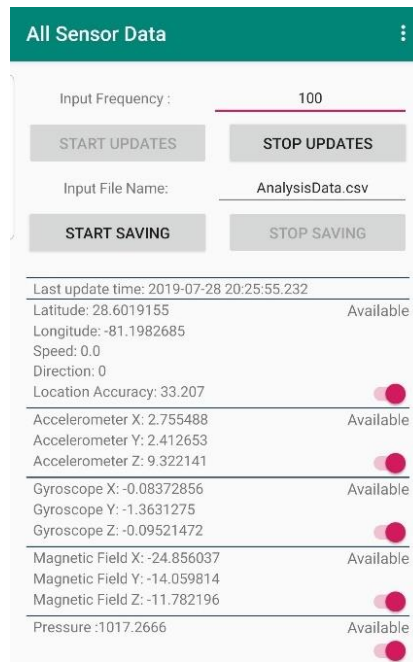 All Sensor Data
Input Frequency : 100
START UPDATES STOP UPDATES
Input File Name: AnalysisData.csv
START SAVING STOP SAVING
Last update time: 2019-07-28 20:25:55.232
Latitude: 28.6019155 Available
Longitude: -81.1982685
Speed: 0.0
Direction: 0
Location Accuracy: 33.207
Accelerometer X: 2.755488 Available
Accelerometer Y: 2.412653
Accelerometer Z: 9.322141
Gyroscope X: -0.08372856 Available
Gyroscope Y: -1.3631275
Gyroscope Z: -0.09521472
Magnetic Field X: -24.856037 Available
Magnetic Field Y: -14.059814
Magnetic Field Z: -11.782196
Pressure :1017.2666 Available